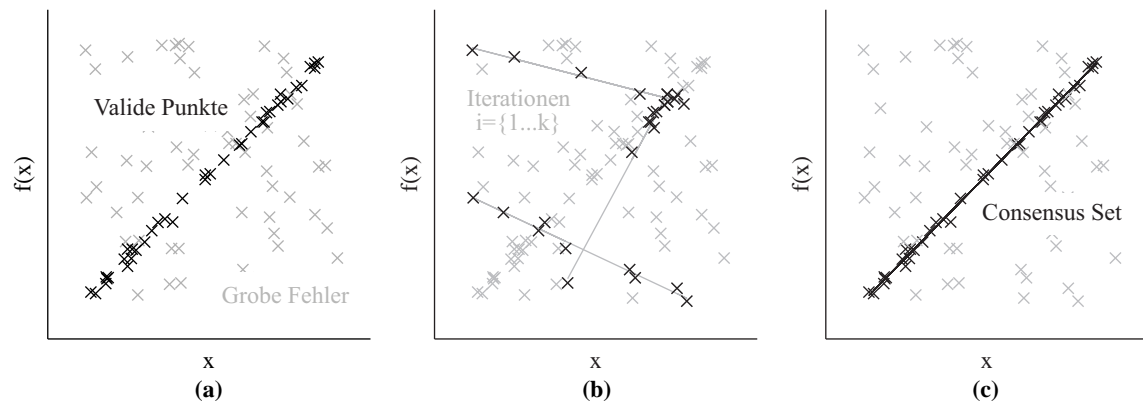 f(x)
Valide Punkte
Grobe Fehler
x
(a)
f(x)
Iterationen
i={1...k}
x
(b)
f(x)
Consensus Set
x
(c)